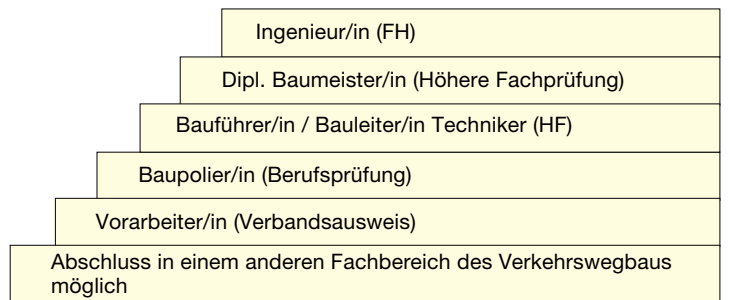 Ingenieur/in (FH)
Dipl. Baumeister/in (Höhere Fachprüfung)
Bauführer/in / Bauleiter/in Techniker (HF)
Baupolier/in (Berufsprüfung)
Vorarbeiter/in (Verbandsausweis)
Abschluss in einem anderen Fachbereich des Verkehrswegbaus
möglich